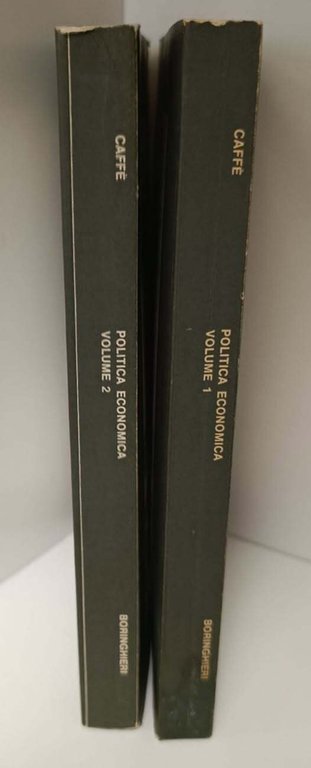 CAFFÈ
POLITICA ECONOMICA
VOLUME 2
BORINGHIERI
CAFFÈ
POLITICA ECONOMICA
VOLUME 1
BORINGHIERI